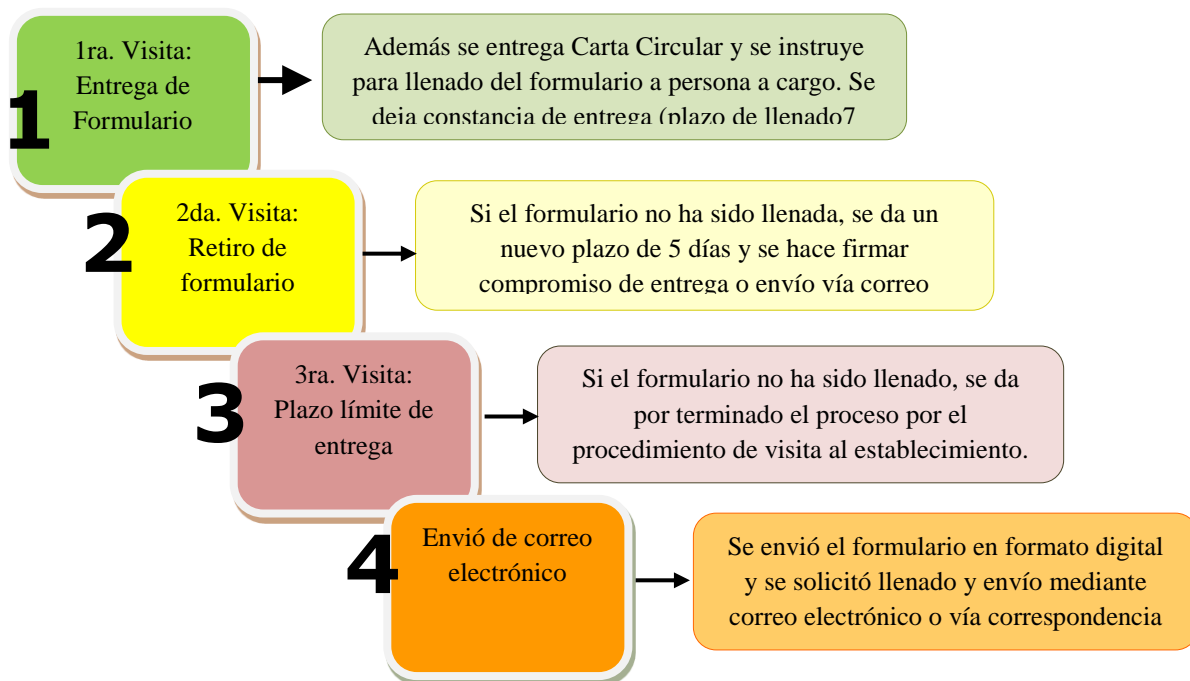 1
1ra. Visita:
Entrega de
Formulario
Además se entrega Carta Circular y se instruye
para llenado del formulario a persona a cargo. Se
deja constancia de entrega (plazo de llenado7
2
2da. Visita:
Retiro de
formulario
Si el formulario no ha sido llenada, se da un
nuevo plazo de 5 días y se hace firmar
compromiso de entrega o envío vía correo
3
3ra. Visita:
Plazo límite de
entrega
Si el formulario no ha sido llenado, se da
por terminado el proceso por el
procedimiento de visita al establecimiento.
4
Envió de correo
electrónico
Se envió el formulario en formato digital
y se solicitó llenado y envío mediante
correo electrónico o vía correspondencia